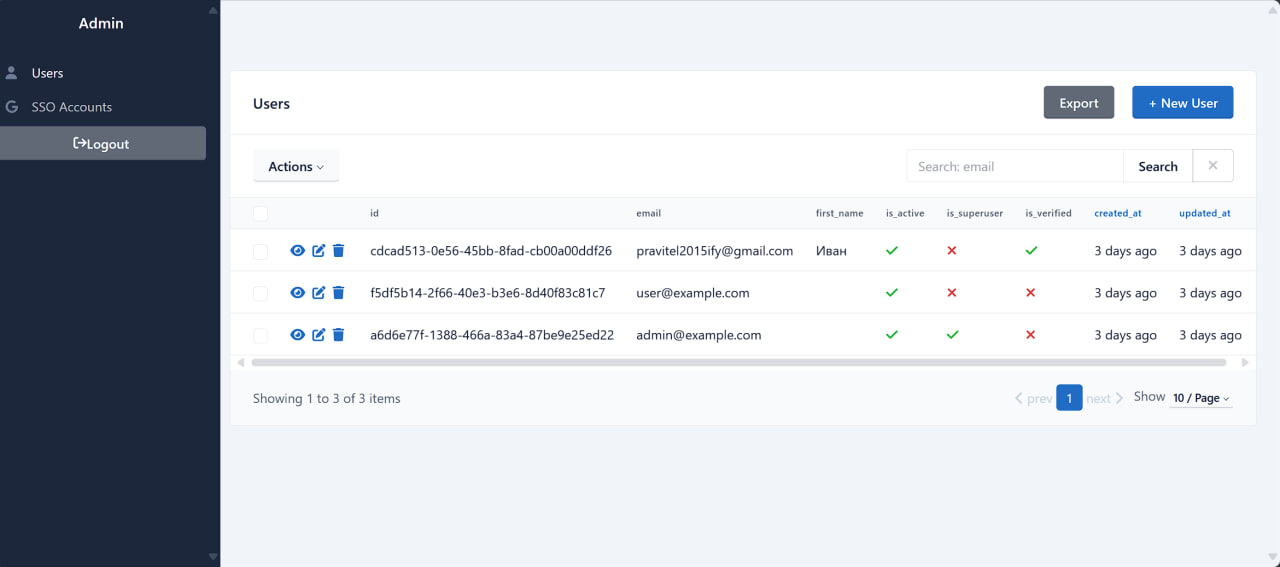 Admin
Users
SSO Accounts
Logout
Users
Export
+ New User
Actions
Search: email
Search
id email first_name is_active is_superuser is_verified created_at updated_at
cdcad513-0e56-45bb-8fad-cb00a00ddf26 pravitel2015ify@gmail.com Иван 3 days ago 3 days ago
f5df5b14-2f66-40e3-b3e6-8d40f83c81c7 user@example.com 3 days ago 3 days ago
a6d6e77f-1388-466a-83a4-87be9e25ed22 admin@example.com 3 days ago 3 days ago
Showing 1 to 3 of 3 items
prev 1 next Show 10 / Page